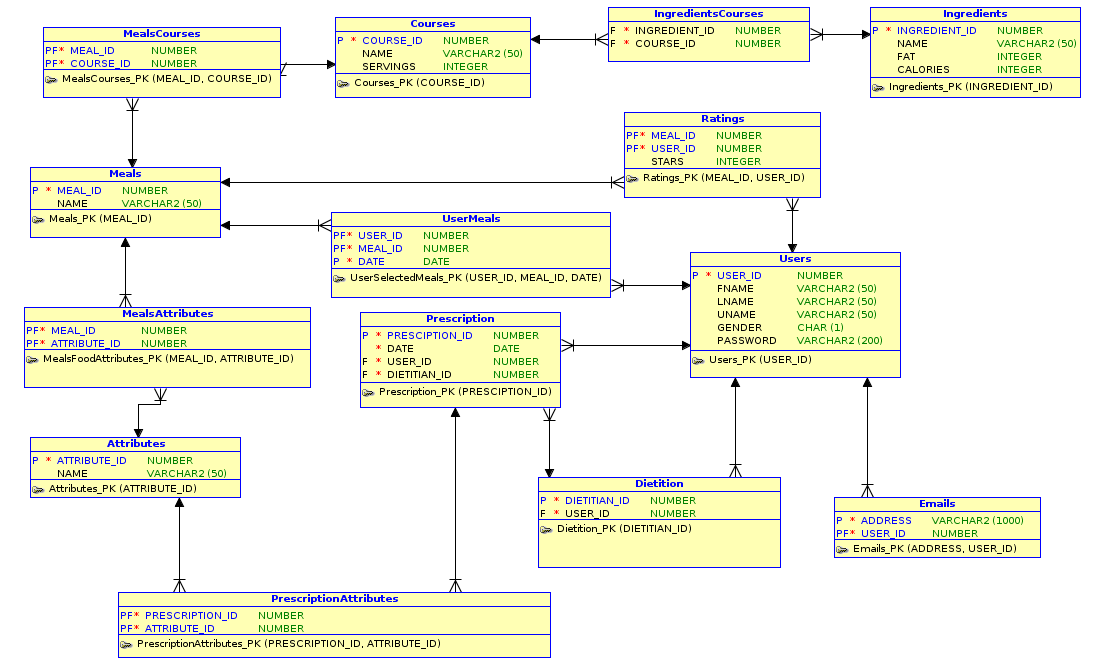 MealsCourses
PF* MEAL_ID NUMBER
PF* COURSE_ID NUMBER
MealsCourses_PK (MEAL_ID, COURSE_ID)
Courses
P * COURSE_ID NUMBER
NAME VARCHAR2 (50)
SERVINGS INTEGER
Courses_PK (COURSE_ID)
IngredientsCourses
F * INGREDIENT_ID NUMBER
F * COURSE_ID NUMBER
Ingredients
P * INGREDIENT_ID NUMBER
NAME VARCHAR2 (50)
FAT INTEGER
CALORIES INTEGER
Ingredients_PK (INGREDIENT_ID)
Ratings
PF* MEAL_ID NUMBER
PF* USER_ID NUMBER
STARS INTEGER
Ratings_PK (MEAL_ID, USER_ID)
Meals
P * MEAL_ID NUMBER
NAME VARCHAR2 (50)
Meals_PK (MEAL_ID)
UserMeals
PF* USER_ID NUMBER
PF* MEAL_ID NUMBER
P * DATE DATE
UserSelectedMeals_PK (USER_ID, MEAL_ID, DATE)
Users
P * USER_ID NUMBER
FNAME VARCHAR2 (50)
LNAME VARCHAR2 (50)
UNAME VARCHAR2 (50)
GENDER CHAR (1)
PASSWORD VARCHAR2 (200)
Users_PK (USER_ID)
MealsAttributes
PF* MEAL_ID NUMBER
PF* ATTRIBUTE_ID NUMBER
MealsFoodAttributes_PK (MEAL_ID, ATTRIBUTE_ID)
Prescription
P * PRESCIPTION_ID NUMBER
* DATE DATE
F * USER_ID NUMBER
F * DIETITIAN_ID NUMBER
Prescription_PK (PRESCIPTION_ID)
Attributes
P * ATTRIBUTE_ID NUMBER
NAME VARCHAR2 (50)
Attributes_PK (ATTRIBUTE_ID)
Dietition
P * DIETITIAN_ID NUMBER
F * USER_ID NUMBER
Dietition_PK (DIETITIAN_ID)
Emails
P * ADDRESS VARCHAR2 (1000)
PF* USER_ID NUMBER
Emails_PK (ADDRESS, USER_ID)
PrescriptionAttributes
PF* PRESCRIPTION_ID NUMBER
PF* ATTRIBUTE_ID NUMBER
PrescriptionAttributes_PK (PRESCRIPTION_ID, ATTRIBUTE_ID)